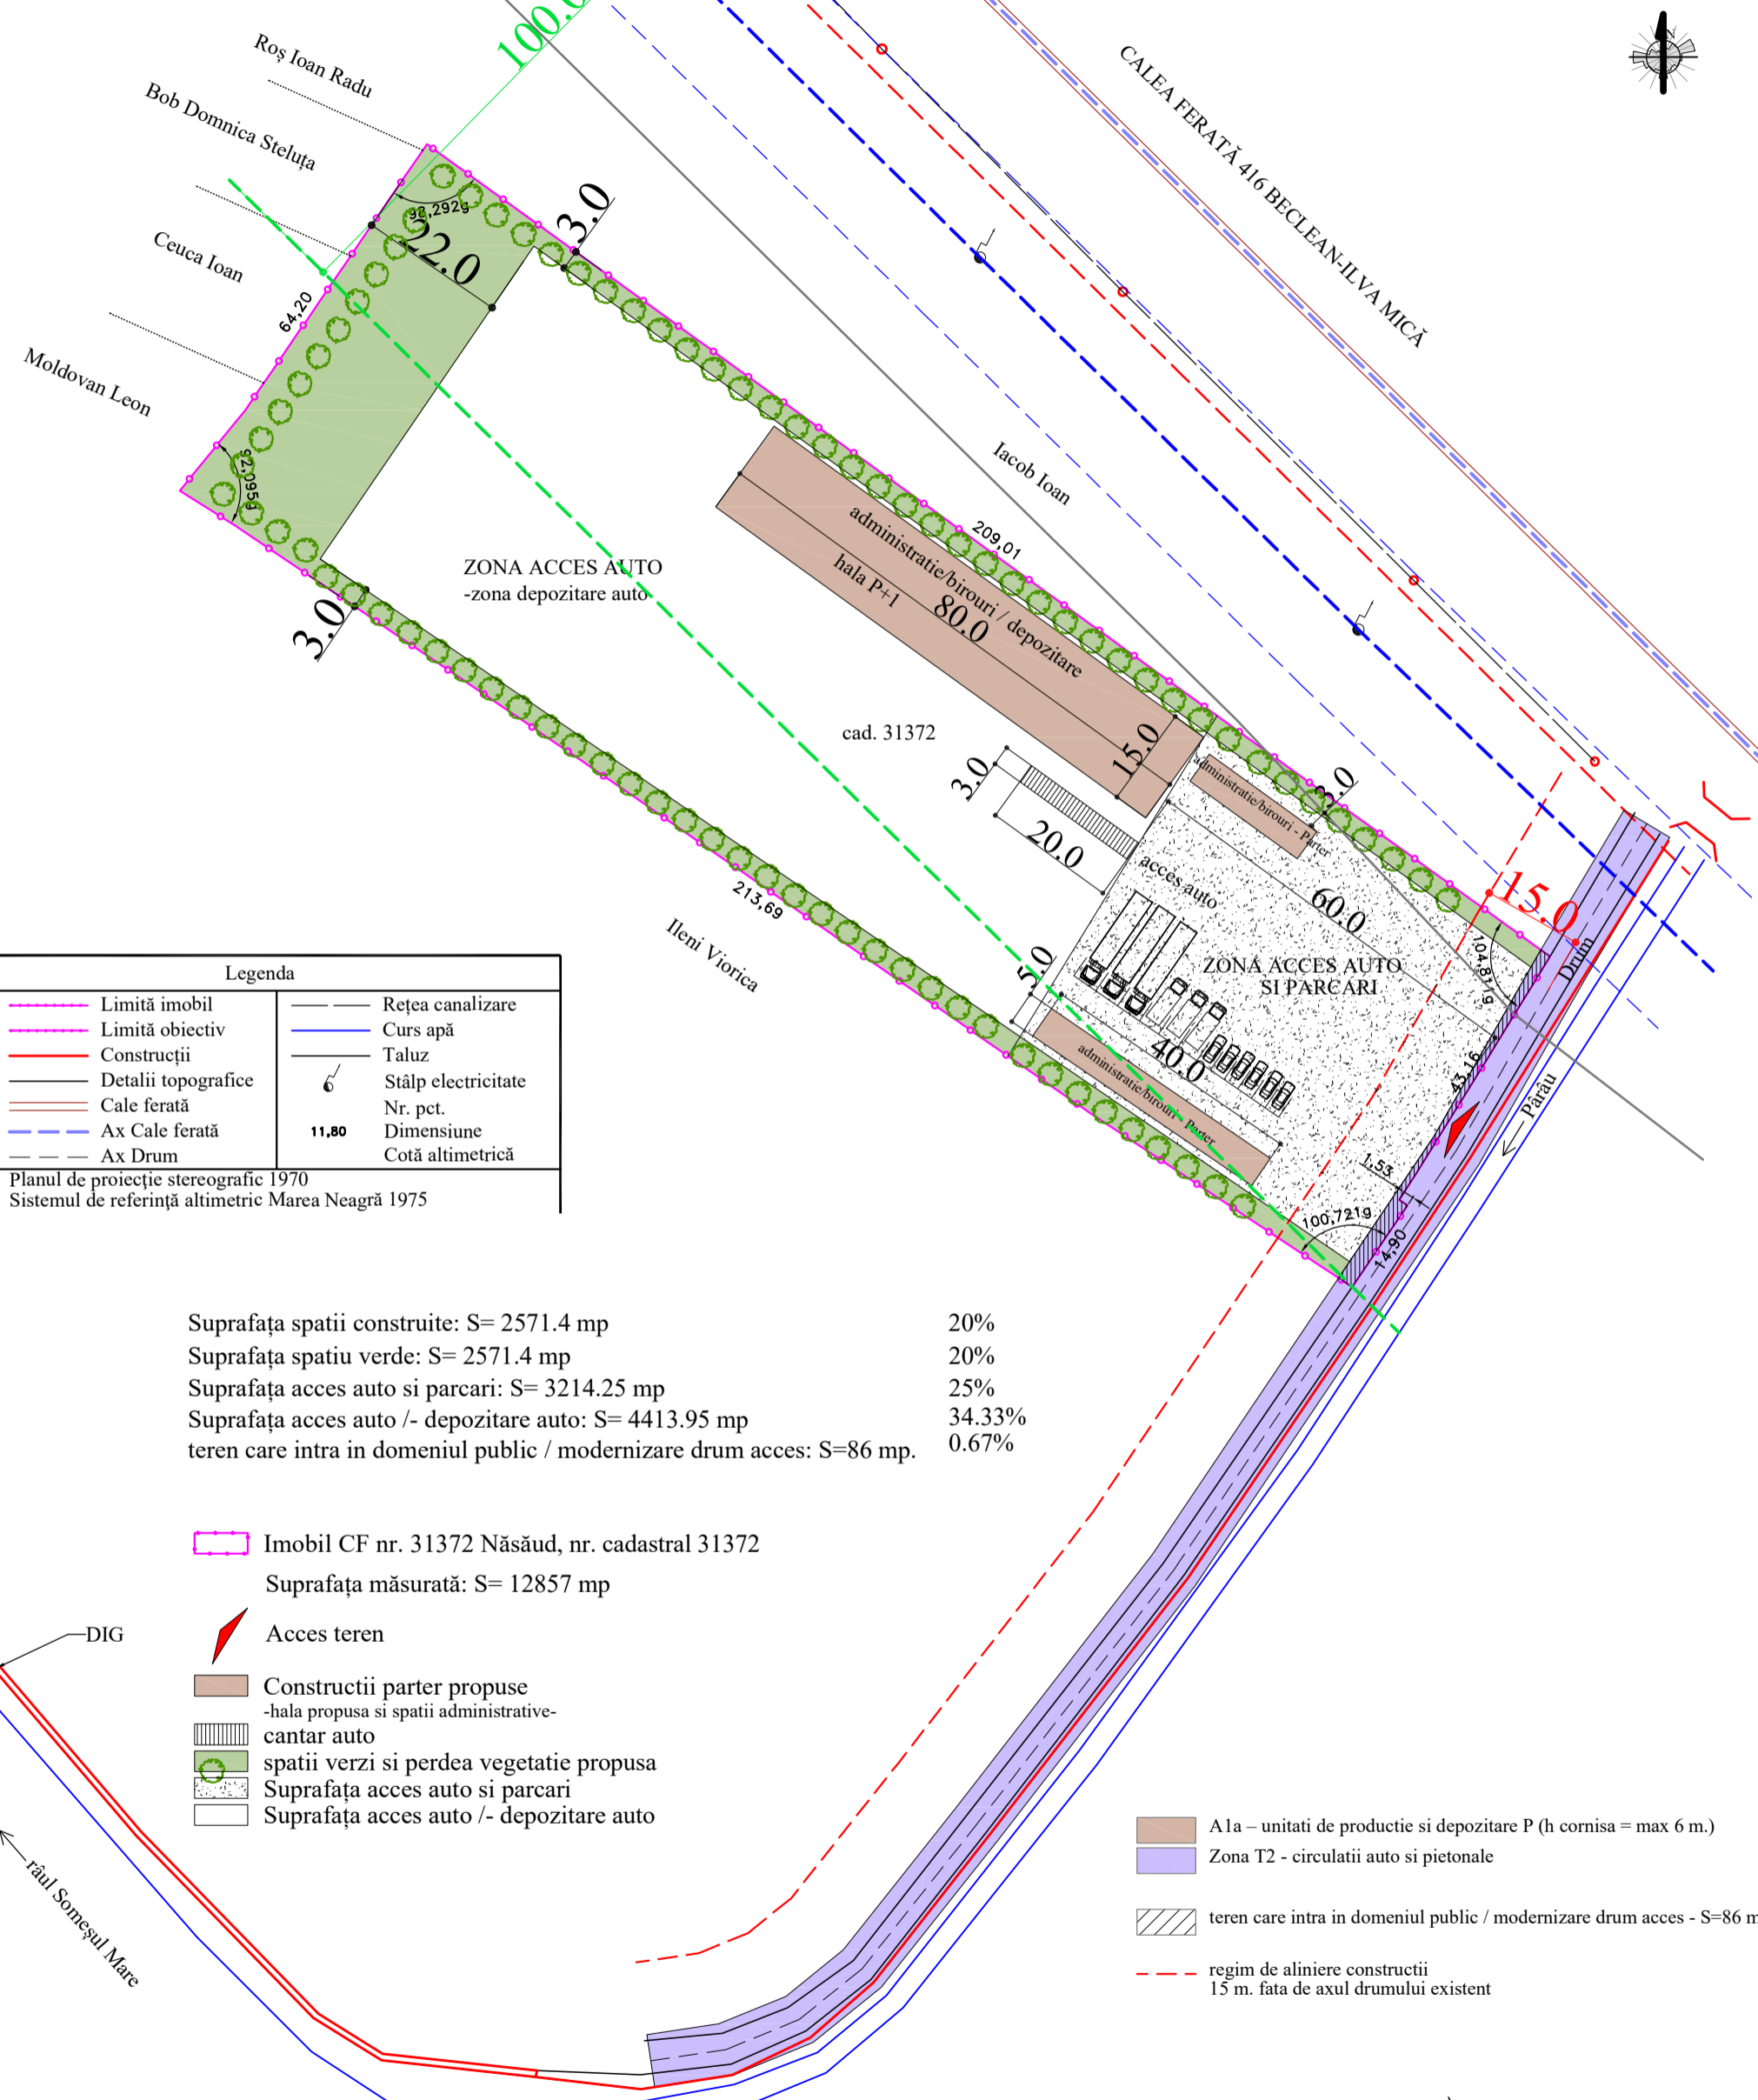 100.0
Roș Ioan Radu
CALEA FERATĂ 416 BECLEAN-ILVA MICĂ
Bob Domnica Steluța
98,292g
3.0
22.0
Ceuca Ioan
64,20
Moldovan Leon
92,095g
Iacob Ioan
209,01
administratie/birouri / depozitare
hala P+1
80.0
ZONA ACCES AUTO
-zona depozitare auto
3.0
cad. 31372
15.0
3.0
administratie/birouri - Parter
3.0
20.0
acces auto
60.0
15.0
213,69
Ileni Viorica
104,811g
Drum
ZONA ACCES AUTO
SI PARCARI
5.0
40.0
administratie/birouri - Parter
43,16
Pârâu
1,53
100,721g
14,90
Legenda
Limită imobil
Rețea canalizare
Limită obiectiv
Curs apă
Construcții
Taluz
Detalii topografice
Stâlp electricitate
Cale ferată
Nr. pct.
Ax Cale ferată
11,80 Dimensiune
Ax Drum
Cotă altimetrică
Planul de proiecție stereografic 1970
Sistemul de referință altimetric Marea Neagră 1975
Suprafața spatii construite: S= 2571.4 mp 20%
Suprafața spatiu verde: S= 2571.4 mp 20%
Suprafața acces auto si parcari: S= 3214.25 mp 25%
Suprafața acces auto /- depozitare auto: S= 4413.95 mp 34.33%
teren care intra in domeniul public / modernizare drum acces: S=86 mp. 0.67%
Imobil CF nr. 31372 Năsăud, nr. cadastral 31372
Suprafața măsurată: S= 12857 mp
DIG
Acces teren
Constructii parter propuse
-hala propusa si spatii administrative-
cantar auto
spatii verzi si perdea vegetatie propusa
Suprafața acces auto si parcari
Suprafața acces auto /- depozitare auto
râul Someșul Mare
A1a – unitati de productie si depozitare P (h cornisa = max 6 m.)
Zona T2 - circulatii auto si pietonale
teren care intra in domeniul public / modernizare drum acces - S=86 m
regim de aliniere constructii
15 m. fata de axul drumului existent